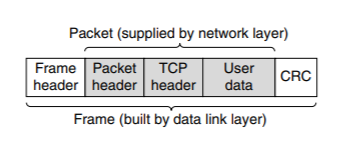 Packet (supplied by network layer)
Frame header
Packet header
TCP header
User data
CRC
Frame (built by data link layer)